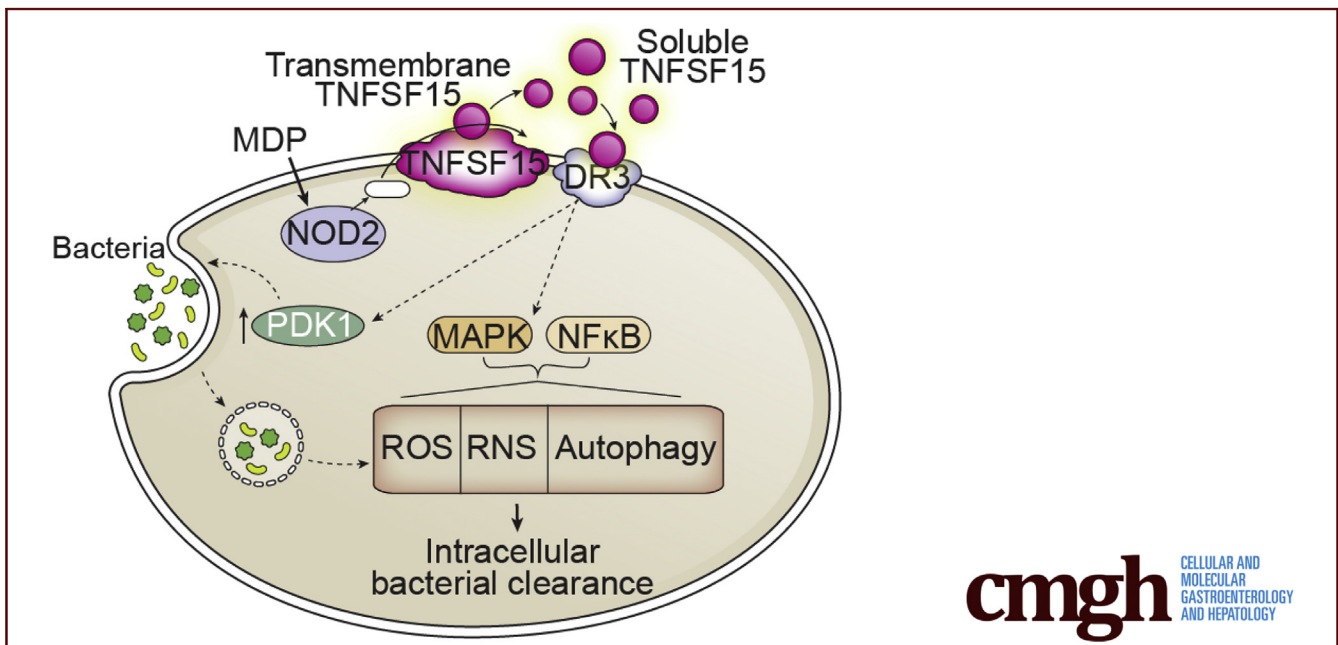 Transmembrane
TNFSF15
Soluble
TNFSF15
MDP
TNFSF15
DR3
NOD2
Bacteria
PDK1
MAPK
NFκB
ROS
RNS
Autophagy
Intracellular
bacterial clearance
cmgh
CELLULAR AND
MOLECULAR
GASTROENTEROLOGY
AND HEPATOLOGY